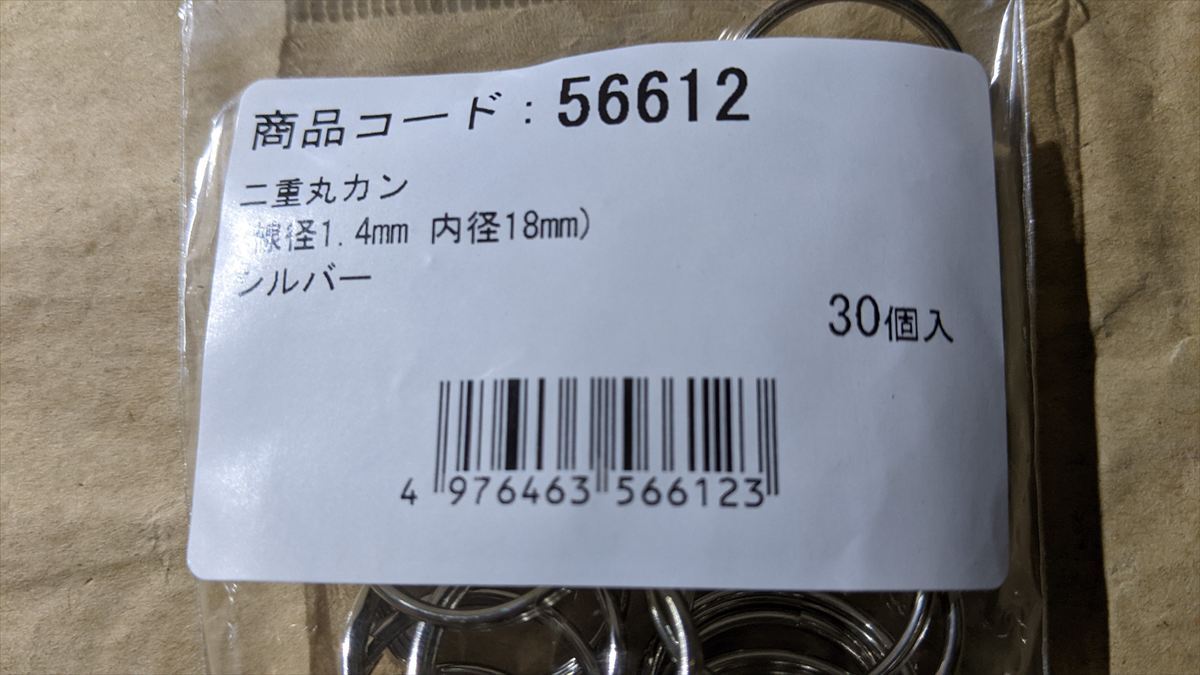 商品コード:56612
二重丸カン
(線径1.4mm 内径18mm)
シルバー
30個入
4 976463 566123